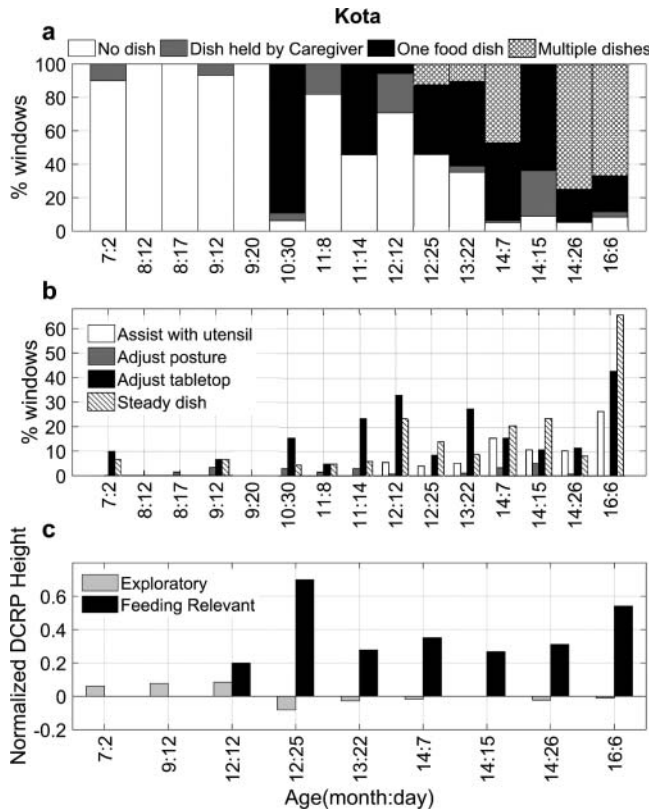 Kota
a
No dish Dish held by Caregiver One food dish Multiple dishes
100
80
60
40
20
0
% windows
7:2 8:12 8:17 9:12 9:20 10:30 11:8 11:14 12:12 12:25 13:22 14:7 14:15 14:26 16:6
b
Assist with utensil
Adjust posture
Adjust tabletop
Steady dish
60
50
40
30
20
10
0
% windows
7:2 8:12 8:17 9:12 9:20 10:30 11:8 11:14 12:12 12:25 13:22 14:7 14:15 14:26 16:6
c
Exploratory
Feeding Relevant
0.6
0.4
0.2
0
-0.2
Normalized DCRP Height
7:2 9:12 12:12 12:25 13:22 14:7 14:15 14:26 16:6
Age(month:day)